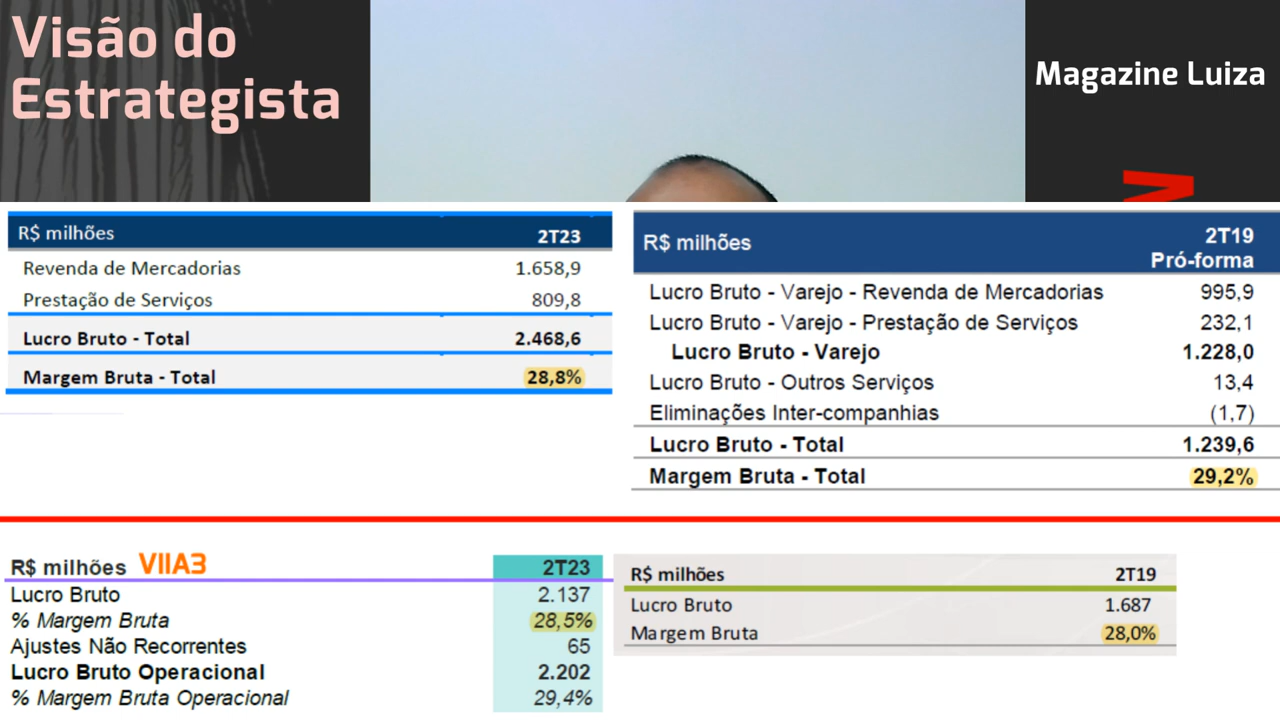 Visão do
Estrategista
Magazine Luiza
R$ milhões 2T23
Revenda de Mercadorias 1.658,9
Prestação de Serviços 809,8
Lucro Bruto - Total 2.468,6
Margem Bruta - Total 28,8%
R$ milhões 2T19
Pró-forma
Lucro Bruto - Varejo - Revenda de Mercadorias 995,9
Lucro Bruto - Varejo - Prestação de Serviços 232,1
Lucro Bruto - Varejo 1.228,0
Lucro Bruto - Outros Serviços 13,4
Eliminações Inter-companhias (1,7)
Lucro Bruto - Total 1.239,6
Margem Bruta - Total 29,2%
R$ milhões VIIA3 2T23
Lucro Bruto 2.137
% Margem Bruta 28,5%
Ajustes Não Recorrentes 65
Lucro Bruto Operacional 2.202
% Margem Bruta Operacional 29,4%
R$ milhões 2T19
Lucro Bruto 1.687
Margem Bruta 28,0%